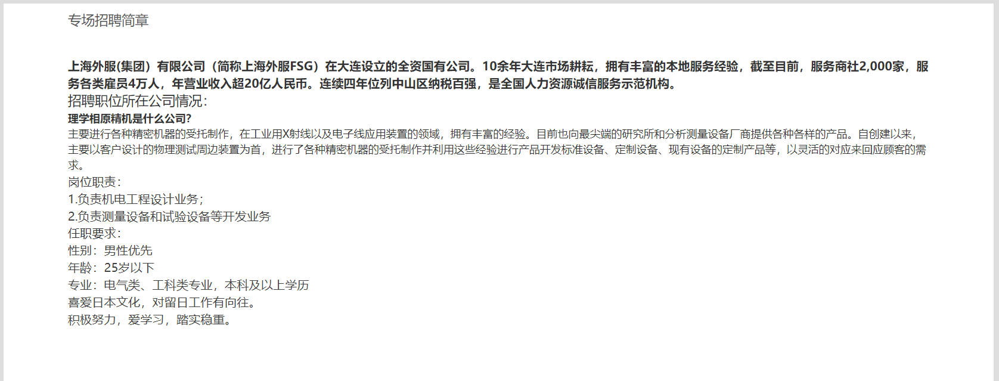 专场招聘简章
上海外服(集团）有限公司（简称上海外服FSG）在大连设立的全资国有公司。10余年大连市场耕耘，拥有丰富的本地服务经验，截至目前，服务商社2,000家，服
务各类雇员4万人，年营业收入超20亿人民币。连续四年位列中山区纳税百强，是全国人力资源诚信服务示范机构。
招聘职位所在公司情况：
理学相原精机是什么公司？
主要进行各种精密机器的受托制作，在工业用X射线以及电子线应用装置的领域，拥有丰富的经验。目前也向最尖端的研究所和分析测量设备厂商提供各种各样的产品。自创建以来，
主要以客户设计的物理测试周边装置为首，进行了各种精密机器的受托制作并利用这些经验进行产品开发标准设备、定制设备、现有设备的定制产品等，以灵活的对应来回应顾客的需
求。
岗位职责：
1.负责机电工程设计业务；
2.负责测量设备和试验设备等开发业务
任职要求：
性别：男性优先
年龄：25岁以下
专业：电气类、工科类专业，本科及以上学历
喜爱日本文化，对留日工作有向往。
积极努力，爱学习，踏实稳重。